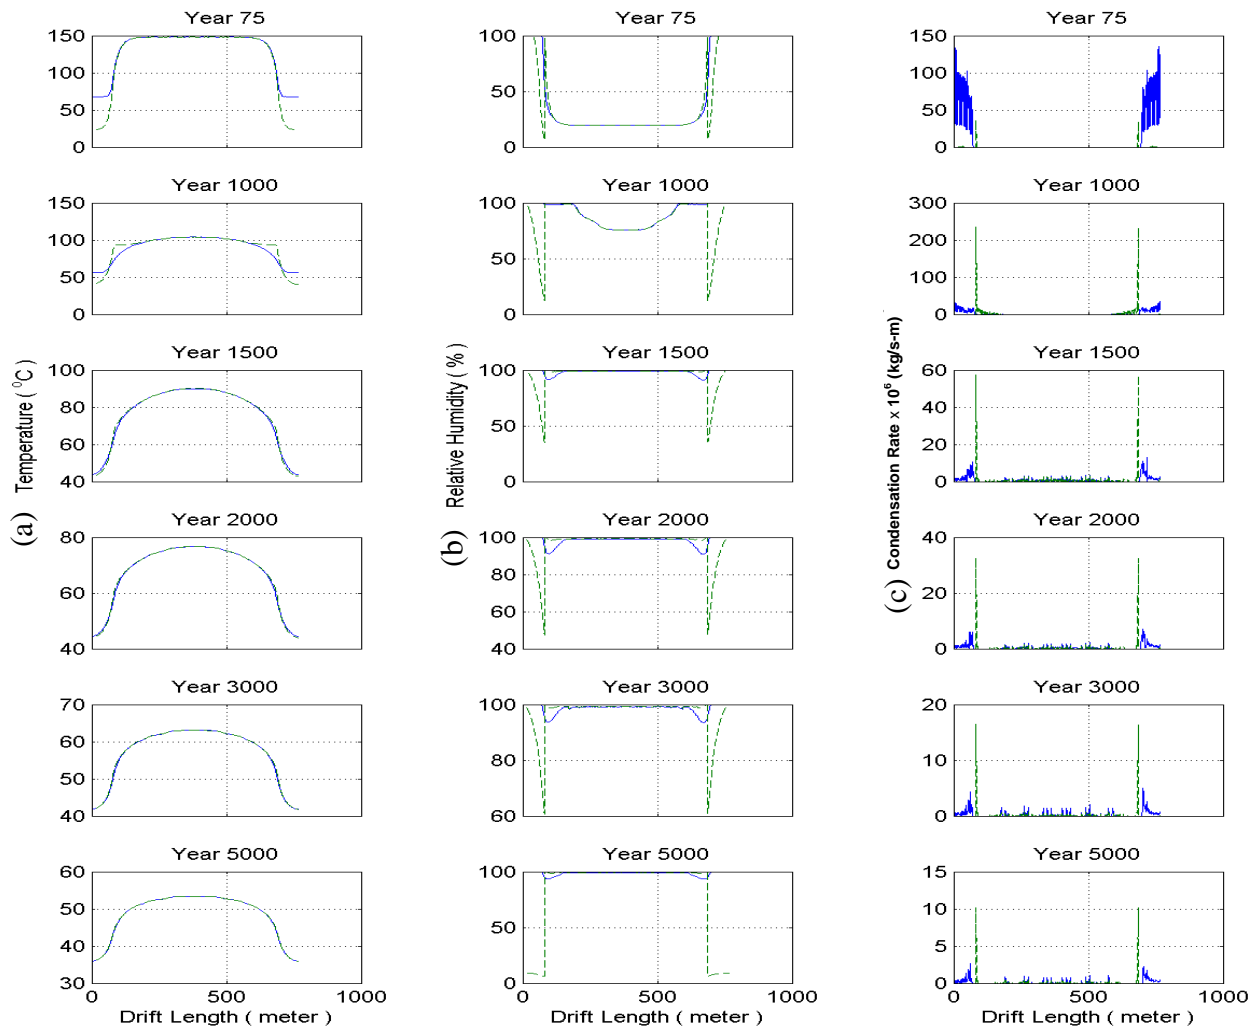 Year 75
Year 75
Year 75
150
100
50
0
100
50
0
150
100
50
0
Year 1000
Year 1000
Year 1000
150
100
50
0
100
50
0
300
200
100
0
Year 1500
Year 1500
Year 1500
100
80
60
40
100
50
0
60
40
20
0
Year 2000
Year 2000
Year 2000
80
60
40
100
80
60
40
40
20
0
Year 3000
Year 3000
Year 3000
70
60
50
40
100
80
60
20
10
0
Year 5000
Year 5000
Year 5000
60
50
40
30
100
50
0
15
10
5
0
0 500 1000
0 500 1000
0 500 1000
Drift Length ( meter )
Drift Length ( meter )
Drift Length ( meter )
(a) Temperature ( ⁰C )
(b) Relative Humidity ( % )
(c) Condensation Rate x 10⁶ (kg/s-m)